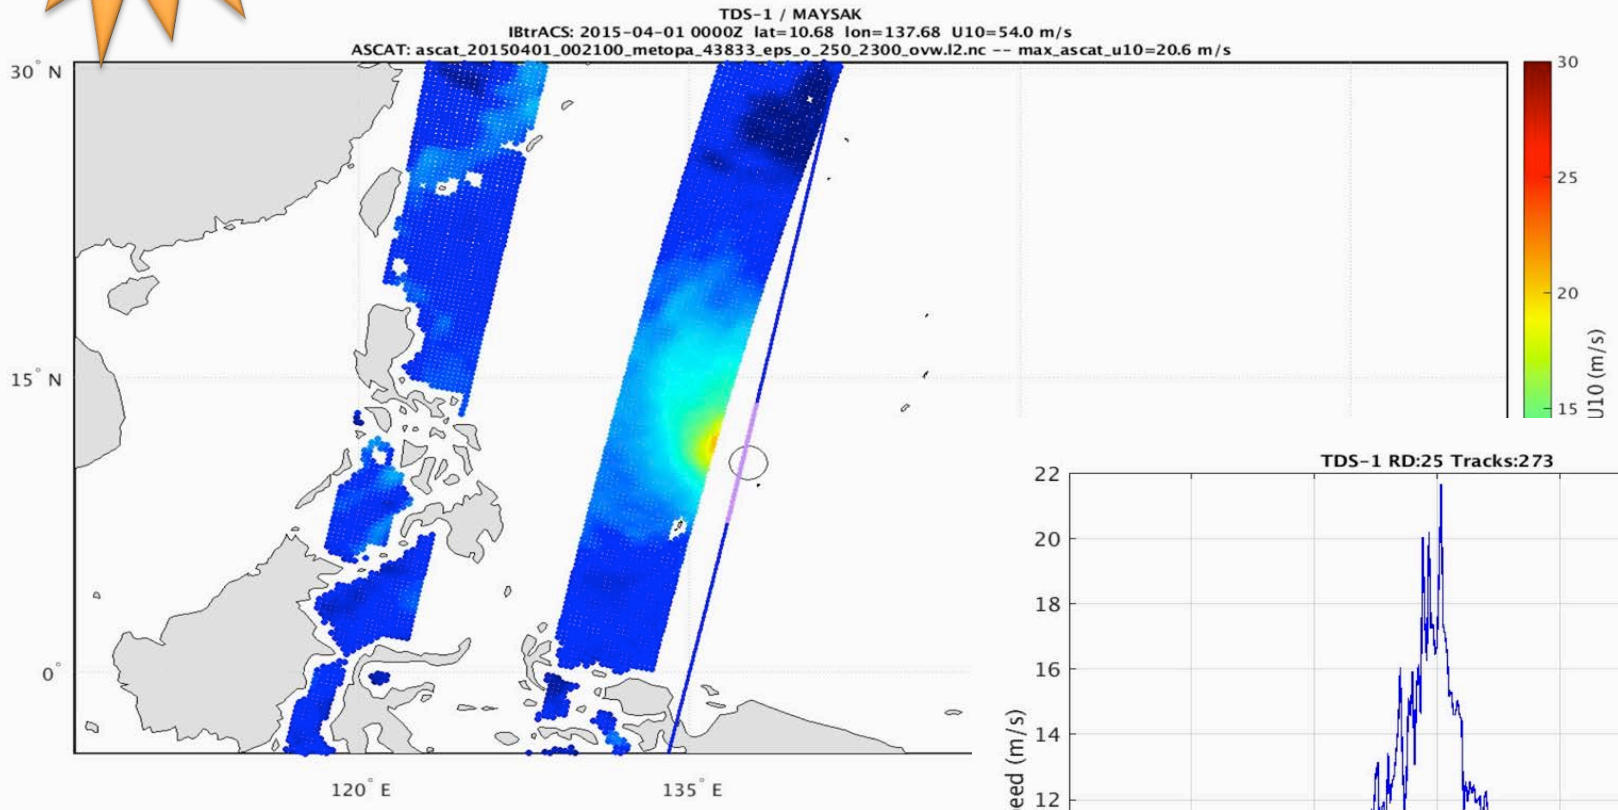 TDS-1 / MAYSAK
IBtrACS: 2015-04-01 0000Z lat=10.68 lon=137.68 U10=54.0 m/s
ASCAT: ascat_20150401_002100_metopa_43833_eps_o_250_2300_ovw.l2.nc -- max_ascat_u10=20.6 m/s
30° N
15° N
0°
120° E
135° E
30
25
20
15
U10 (m/s)
TDS-1 RD:25 Tracks:273
22
20
18
16
14
12
eed (m/s)